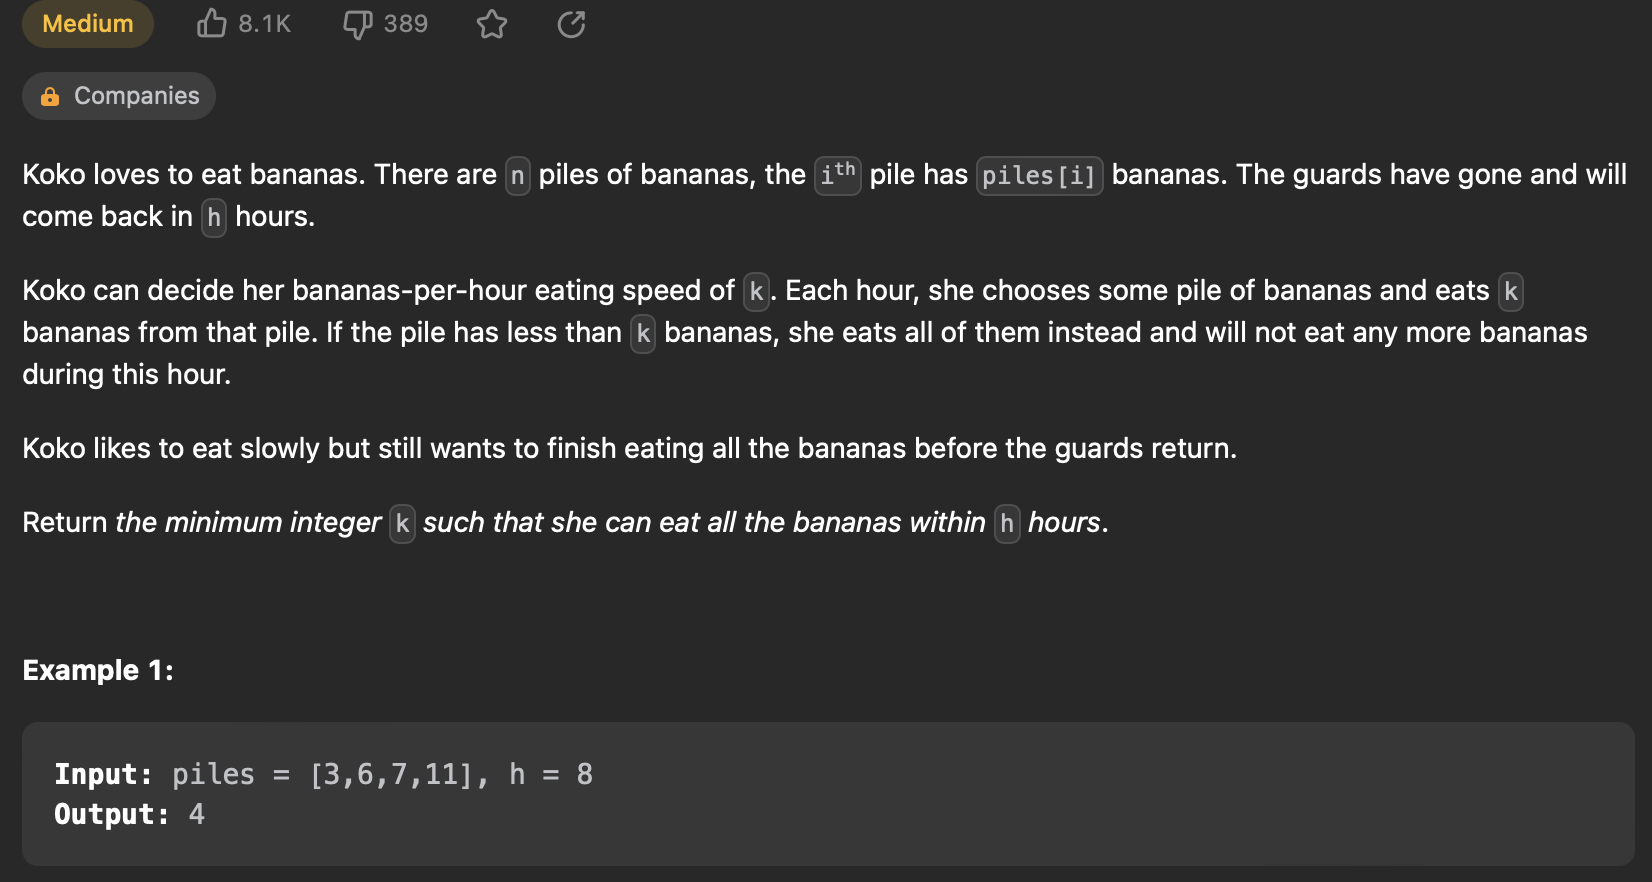 Medium 8.1K 389
Companies
Koko loves to eat bananas. There are n piles of bananas, the ith pile has piles[i] bananas. The guards have gone and will
come back in h hours.
Koko can decide her bananas-per-hour eating speed of k. Each hour, she chooses some pile of bananas and eats k
bananas from that pile. If the pile has less than k bananas, she eats all of them instead and will not eat any more bananas
during this hour.
Koko likes to eat slowly but still wants to finish eating all the bananas before the guards return.
Return the minimum integer k such that she can eat all the bananas within h hours.
Example 1:
Input: piles = [3,6,7,11], h = 8
Output: 4